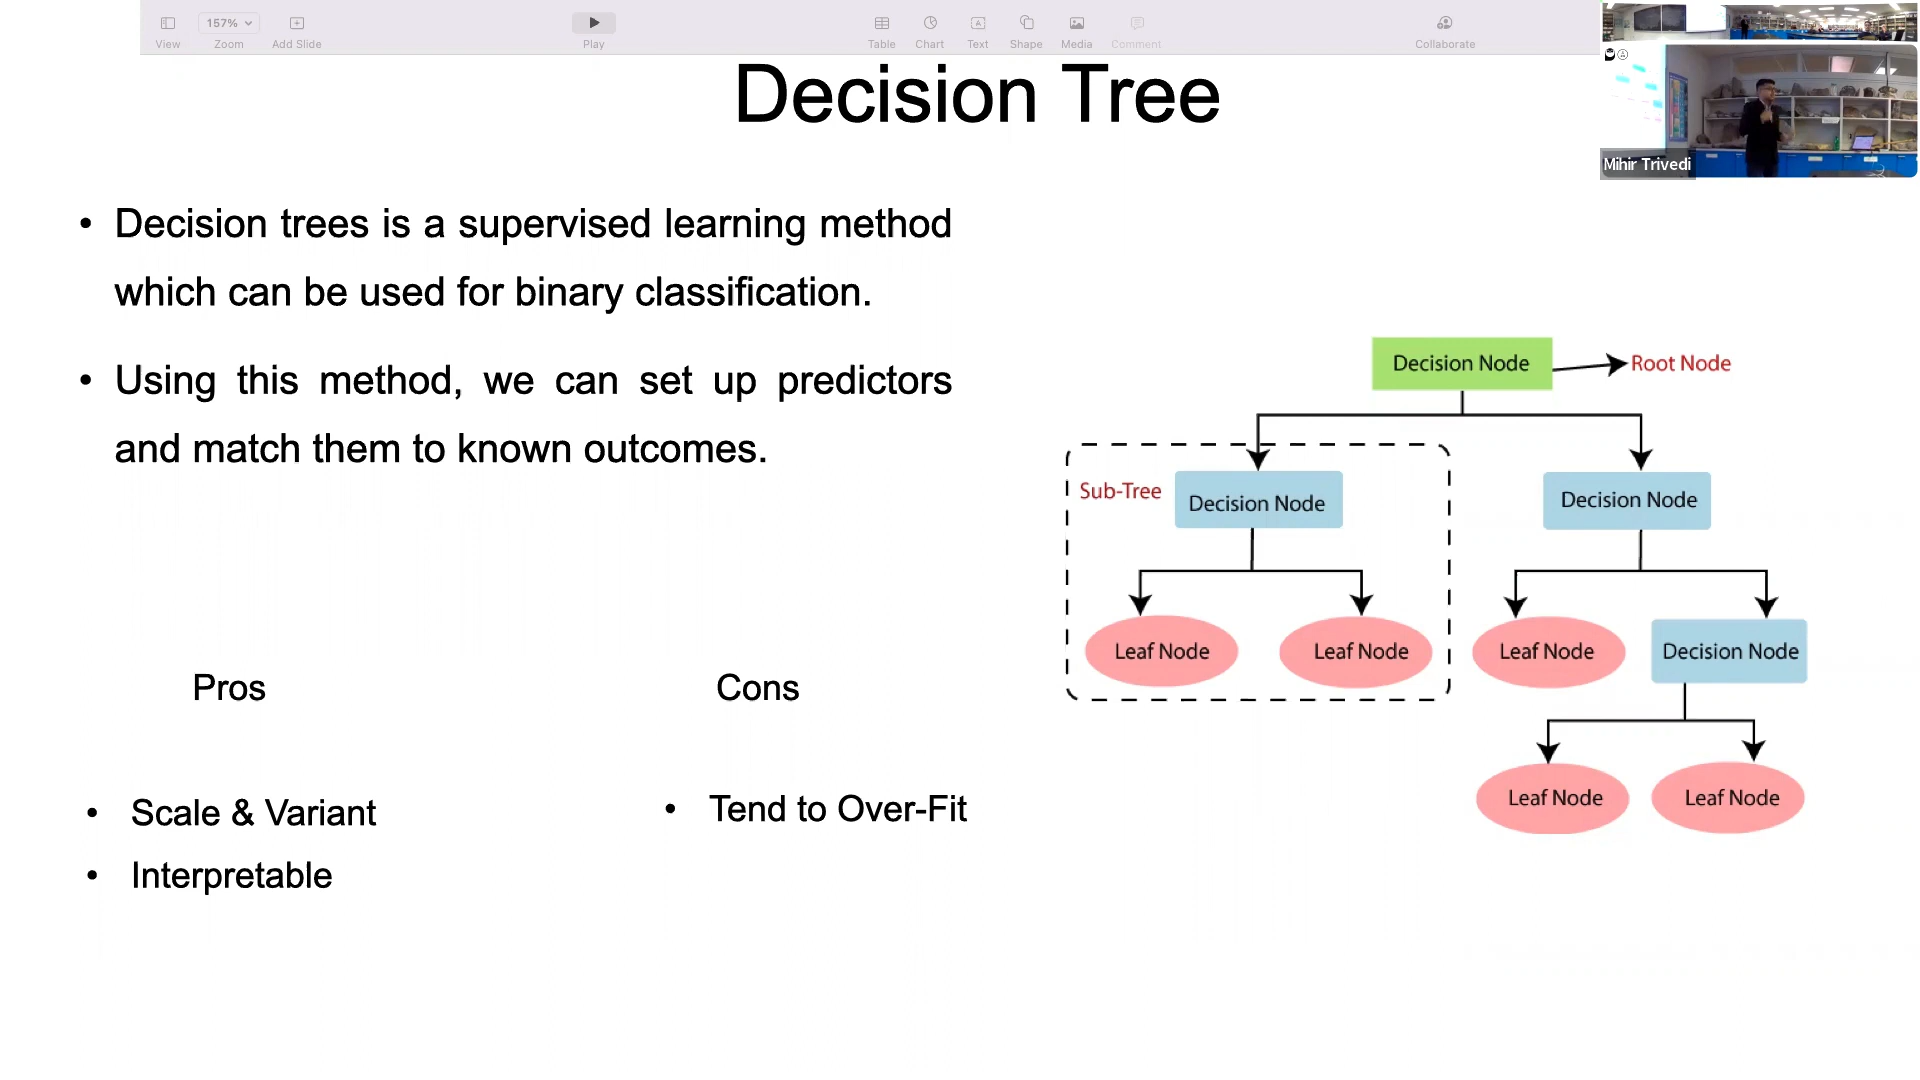 View
157%
Zoom
Add Slide
Play
Table
Chart
Text
Shape
Media
Comment
Collaborate
Mihir Trivedi
Decision Tree
• Decision trees is a supervised learning method
which can be used for binary classification.
• Using this method, we can set up predictors
and match them to known outcomes.
Pros
• Scale & Variant
• Interpretable
Cons
• Tend to Over-Fit
Decision Node
Root Node
Sub-Tree
Decision Node
Decision Node
Leaf Node
Leaf Node
Leaf Node
Decision Node
Leaf Node
Leaf Node